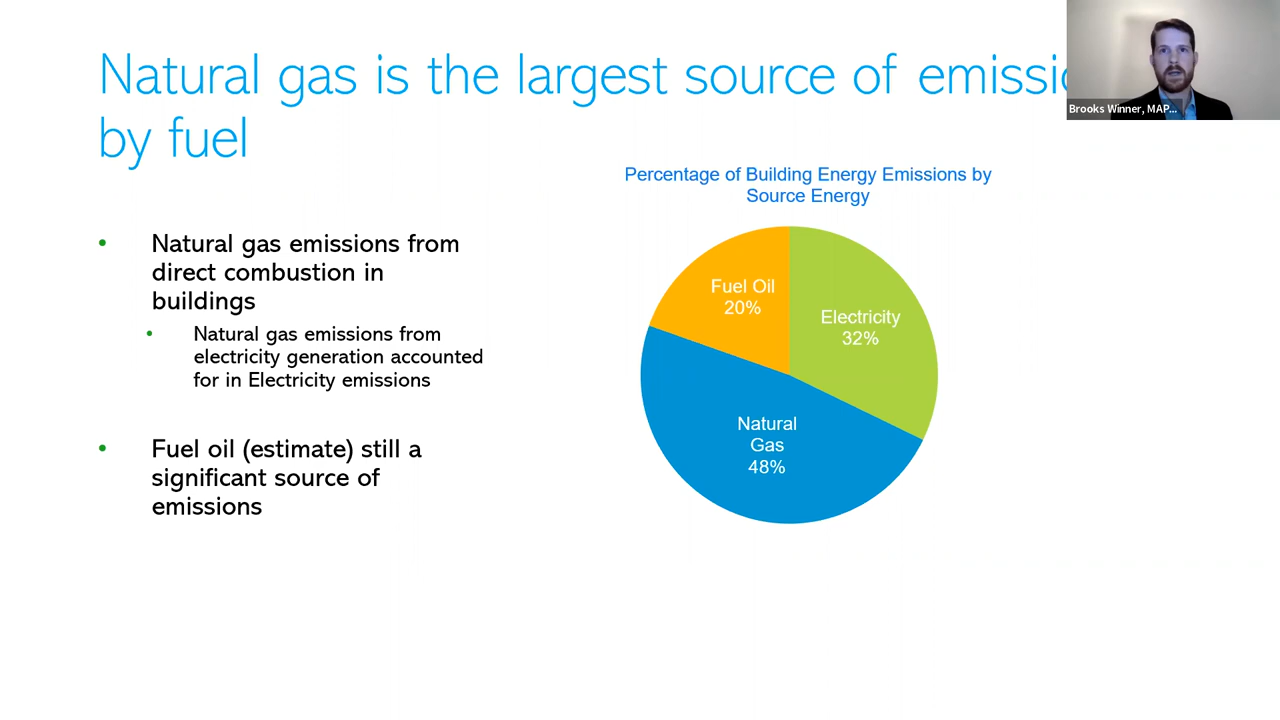 Natural gas is the largest source of emissio
by fuel
Brooks Winner, MAP...
Percentage of Building Energy Emissions by
Source Energy
• Natural gas emissions from
direct combustion in
buildings
• Natural gas emissions from
electricity generation accounted
for in Electricity emissions
• Fuel oil (estimate) still a
significant source of
emissions
Fuel Oil
20%
Electricity
32%
Natural
Gas
48%